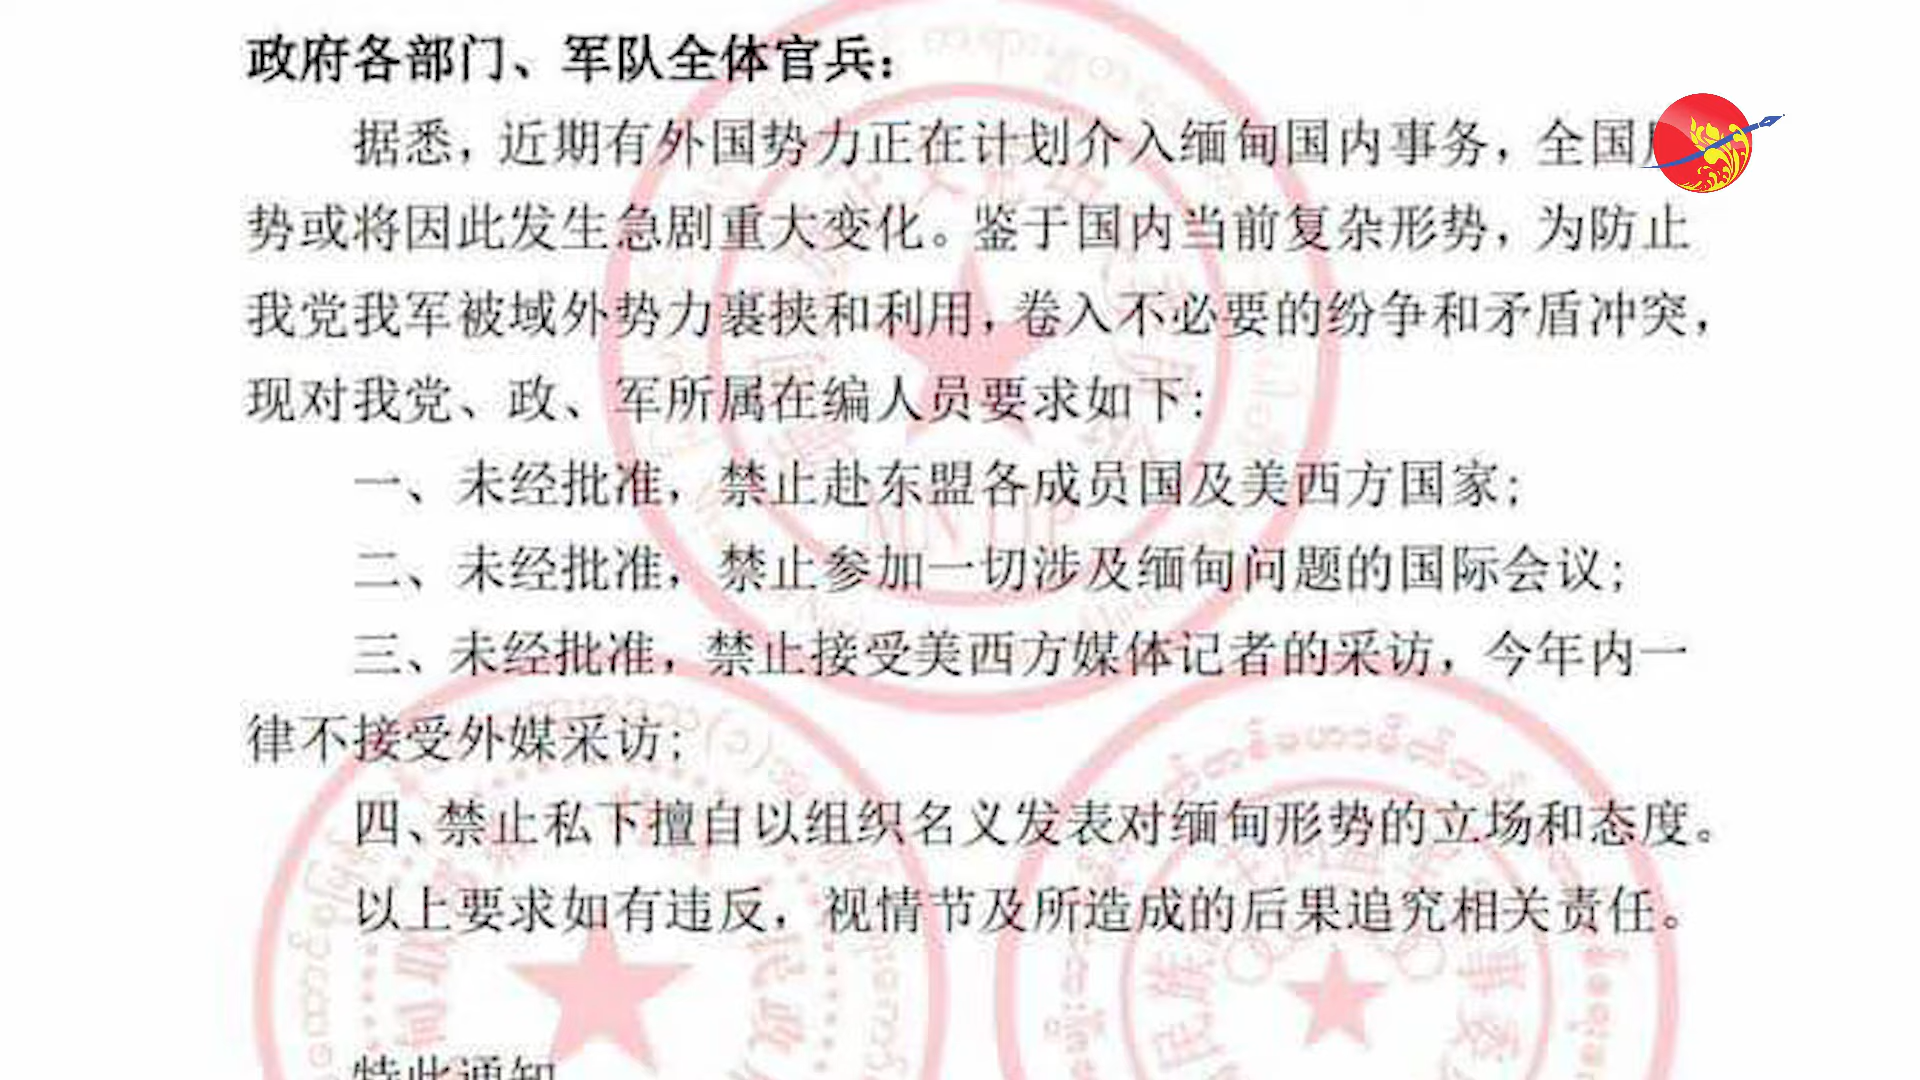 政府各部门、军队全体官兵：
据悉，近期有外国势力正在计划介入缅甸国内事务，全国
势或将因此发生急剧重大变化。鉴于国内当前复杂形势，为防止
我党我军被域外势力裹挟和利用，卷入不必要的纷争和矛盾冲突，
现对我党、政、军所属在编人员要求如下：
一、未经批准，禁止赴东盟各成员国及美西方国家；
二、未经批准，禁止参加一切涉及缅甸问题的国际会议；
三、未经批准，禁止接受美西方媒体记者的采访，今年内一
律不接受外媒采访；
四、禁止私下擅自以组织名义发表对缅甸形势的立场和态度。
以上要求如有违反，视情节及所造成的后果追究相关责任。
特此通知